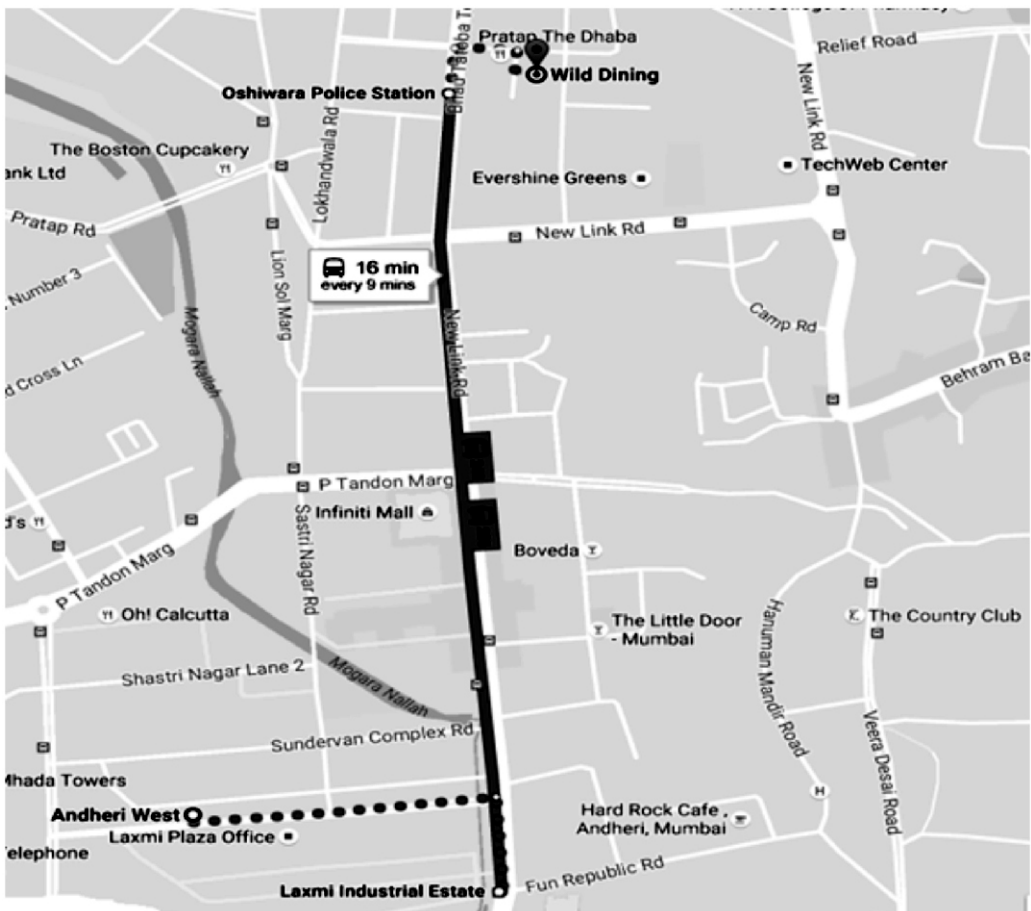 Pratap The Dhaba
Wild Dining
Relief Road
New Link Rd
Oshiwara Police Station
Lokhandwala Rd
The Boston Cupcakery
ank Ltd
TechWeb Center
Evershine Greens
Pratap Rd
New Link Rd
16 min
every 9 mins
Number 3
Lion Sol Marg
Camp Rd
Mogara Nallah
New Link Rd
d Cross Ln
Behram Ba
P Tandon Marg
Infiniti Mall
d's
Sastri Nagar Rd
Boveda
P Tandon Marg
Oh! Calcutta
The Little Door
- Mumbai
Hanuman Mandir Road
The Country Club
Shastri Nagar Lane 2
Mogara Nallah
Sundervan Complex Rd
Veera Desai Road
Mhada Towers
H
Andheri West
Laxmi Plaza Office
Hard Rock Cafe ,
Andheri, Mumbai
elephone
Fun Republic Rd
Laxmi Industrial Estate